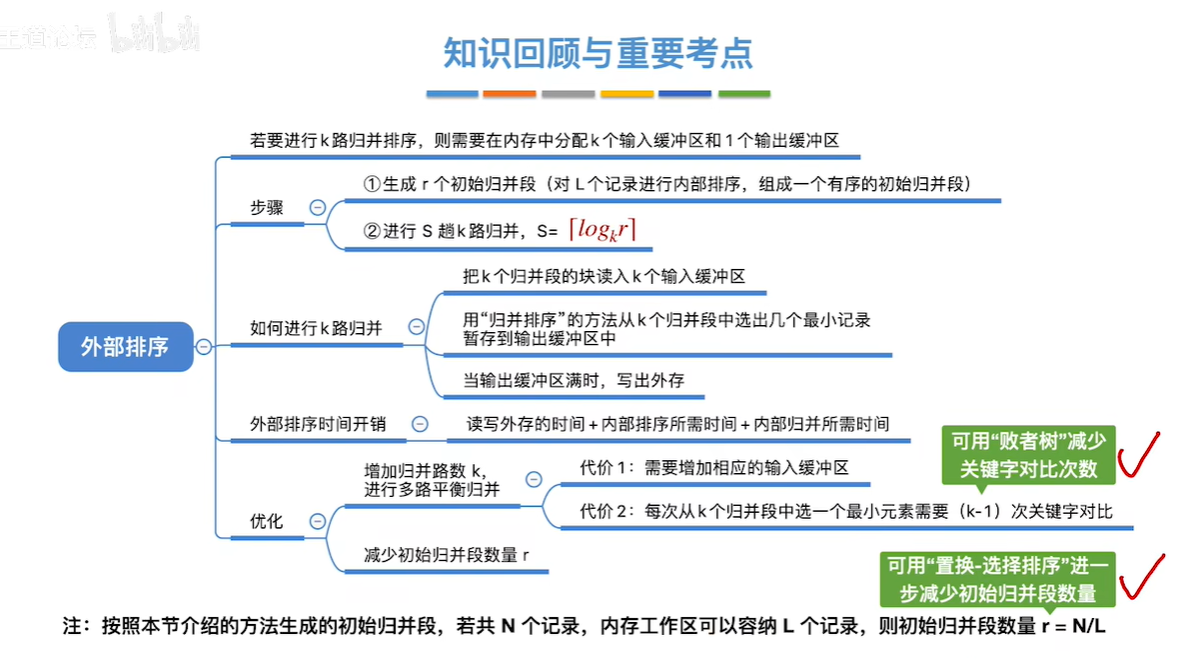 王道论坛 bilibili
知识回顾与重要考点
若要进行k路归并排序，则需要在内存中分配k个输入缓冲区和1个输出缓冲区
步骤
①生成 r 个初始归并段（对 L 个记录进行内部排序，组成一个有序的初始归并段）
②进行 S 趟k路归并，S= ⌈logₖr⌉
外部排序
如何进行k路归并
把k个归并段的块读入k个输入缓冲区
用“归并排序”的方法从k个归并段中选出几个最小记录
暂存到输出缓冲区中
当输出缓冲区满时，写出外存
外部排序时间开销
读写外存的时间+内部排序所需时间+内部归并所需时间
优化
增加归并路数 k，
进行多路平衡归并
代价 1：需要增加相应的输入缓冲区
代价 2：每次从k个归并段中选一个最小元素需要（k-1）次关键字对比
可用“败者树”减少
关键字对比次数
减少初始归并段数量 r
可用“置换-选择排序”进一
步减少初始归并段数量
注：按照本节介绍的方法生成的初始归并段，若共 N 个记录，内存工作区可以容纳 L 个记录，则初始归并段数量 r = N/L